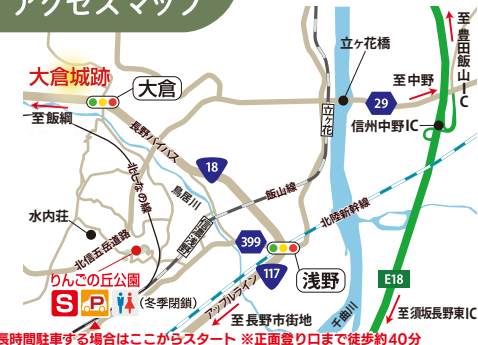 アクセスマップ
至豊田飯山IC
立ヶ花橋
至中野
大倉城跡
大倉
29
立ケ花
信州中野IC
至飯綱
長野バイパス
18
北しなの線
鳥居川
飯山線
北陸新幹線
水内荘
信濃浅野
北信五岳道路
399
浅野
りんごの丘公園
117
E18
S P (冬季閉鎖)
アップルライン
千曲川
至長野市街地
至須坂長野東IC
長時間駐車する場合はここからスタート ※正面登り口まで徒歩約40分